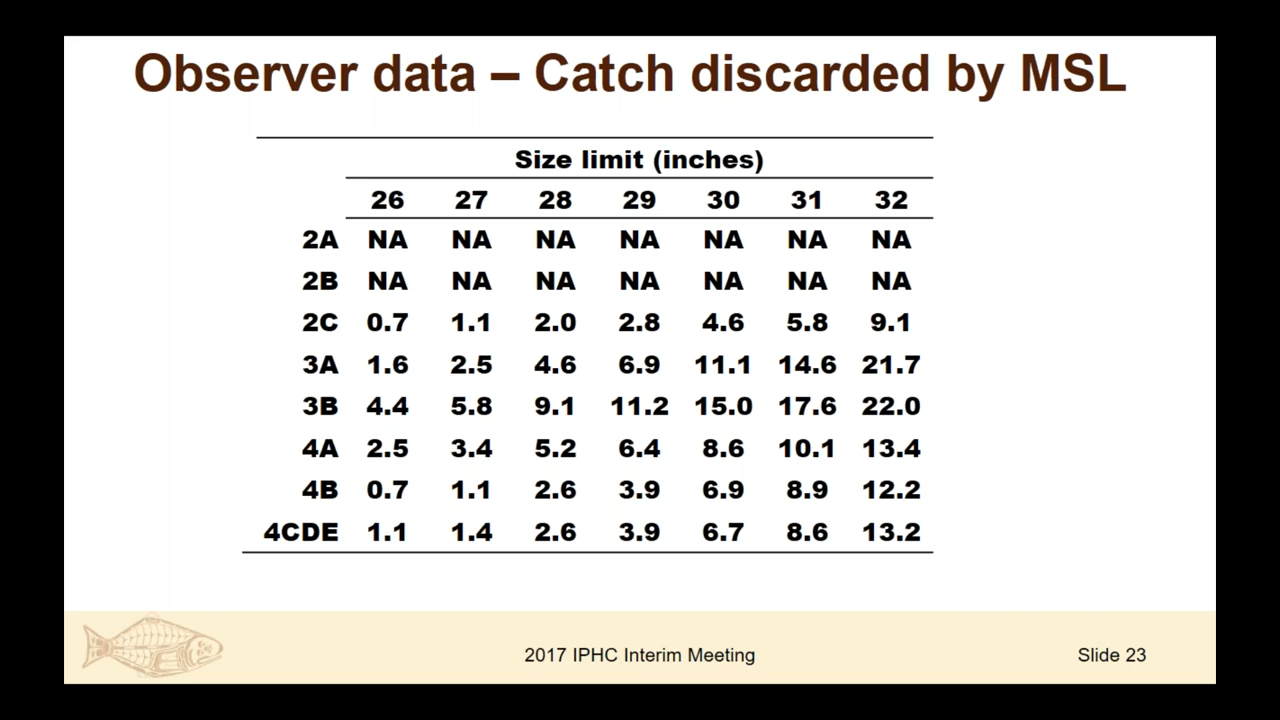 Observer data – Catch discarded by MSL
Size limit (inches)
26 27 28 29 30 31 32
2A NA NA NA NA NA NA NA
2B NA NA NA NA NA NA NA
2C 0.7 1.1 2.0 2.8 4.6 5.8 9.1
3A 1.6 2.5 4.6 6.9 11.1 14.6 21.7
3B 4.4 5.8 9.1 11.2 15.0 17.6 22.0
4A 2.5 3.4 5.2 6.4 8.6 10.1 13.4
4B 0.7 1.1 2.6 3.9 6.9 8.9 12.2
4CDE 1.1 1.4 2.6 3.9 6.7 8.6 13.2
2017 IPHC Interim Meeting
Slide 23